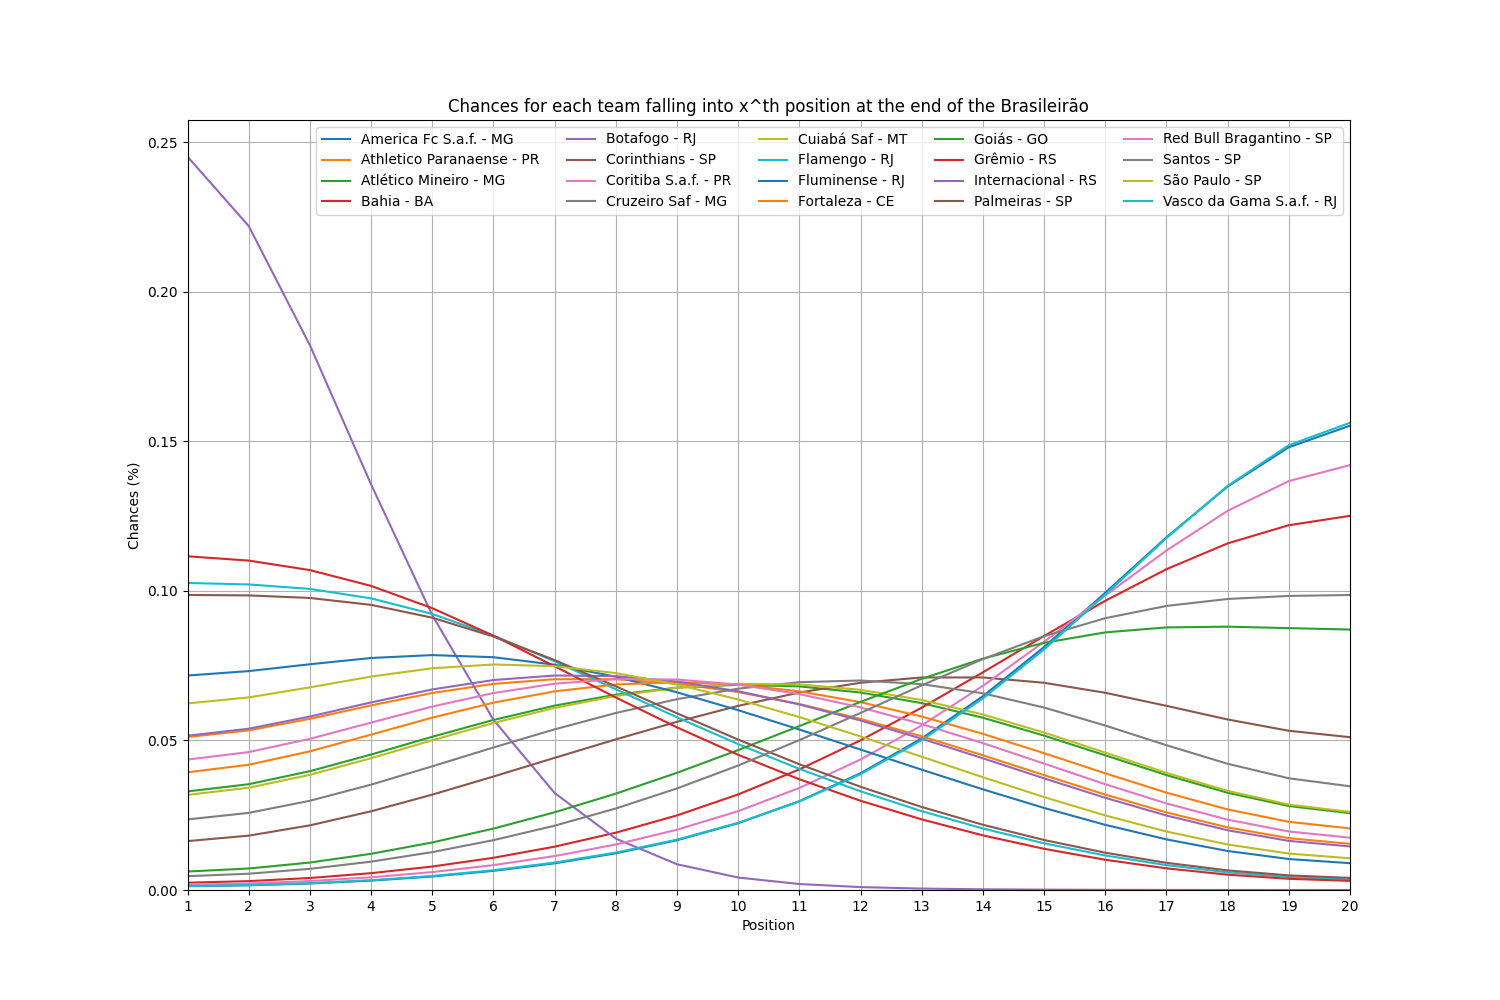 Chances for each team falling into x^th position at the end of the Brasileirão
America Fc S.a.f. - MG
Athletico Paranaense - PR
Atlético Mineiro - MG
Bahia - BA
Botafogo - RJ
Corinthians - SP
Coritiba S.a.f. - PR
Cruzeiro Saf - MG
Cuiabá Saf - MT
Flamengo - RJ
Fluminense - RJ
Fortaleza - CE
Goiás - GO
Grêmio - RS
Internacional - RS
Palmeiras - SP
Red Bull Bragantino - SP
Santos - SP
São Paulo - SP
Vasco da Gama S.a.f. - RJ
Chances (%)
0.25
0.20
0.15
0.10
0.05
0.00
1 2 3 4 5 6 7 8 9 10 11 12 13 14 15 16 17 18 19 20
Position